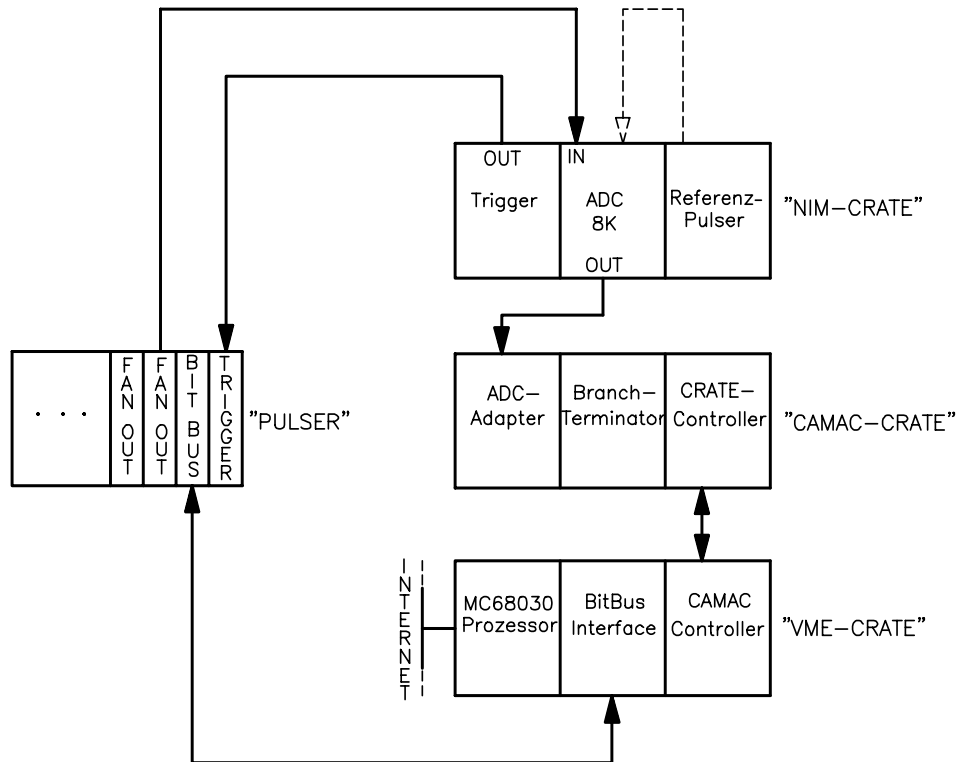 OUT
IN
Trigger
ADC
8K
Referenz-
Pulser
"NIM-CRATE"
OUT
. . .
FAN OUT
FAN OUT
BIT BUS
TRIGGER
"PULSER"
ADC-
Adapter
Branch-
Terminator
CRATE-
Controller
"CAMAC-CRATE"
INTERNET
MC68030
Prozessor
BitBus
Interface
CAMAC
Controller
"VME-CRATE"